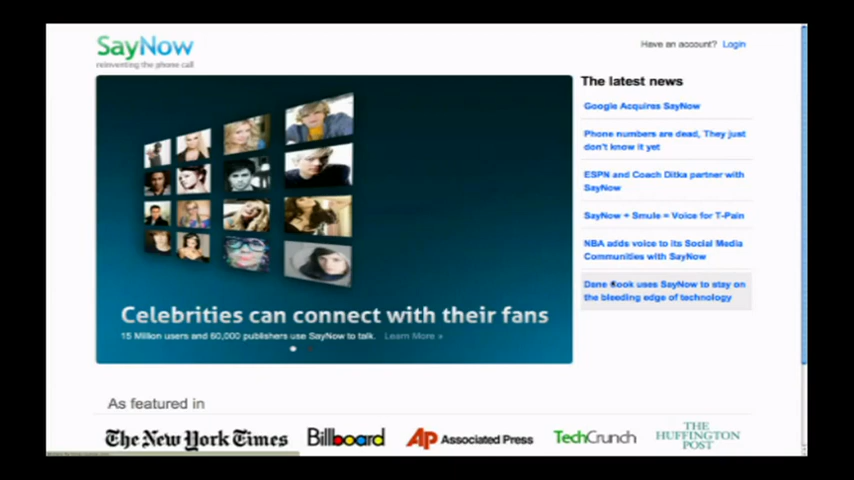 SayNow
reinventing the phone call
Have an account? Login
Celebrities can connect with their fans
15 Million users and 60,000 publishers use SayNow to talk. Learn More »
The latest news
Google Acquires SayNow
Phone numbers are dead, They just
don't know it yet
ESPN and Coach Ditka partner with
SayNow
SayNow + Smule = Voice for T-Pain
NBA adds voice to its Social Media
Communities with SayNow
Dane Cook uses SayNow to stay on
the bleeding edge of technology
As featured in
The New York Times
Billboard
AP Associated Press
TechCrunch
THE
HUFFINGTON
POST